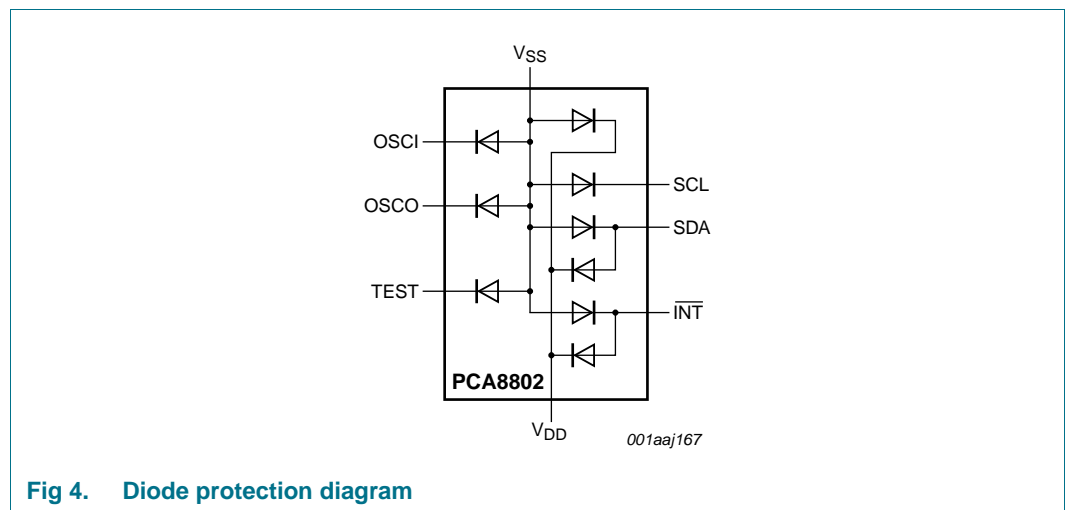 VSS
OSCI
SCL
OSCO
SDA
TEST
INT
PCA8802
VDD
001aaj167
Fig 4. Diode protection diagram